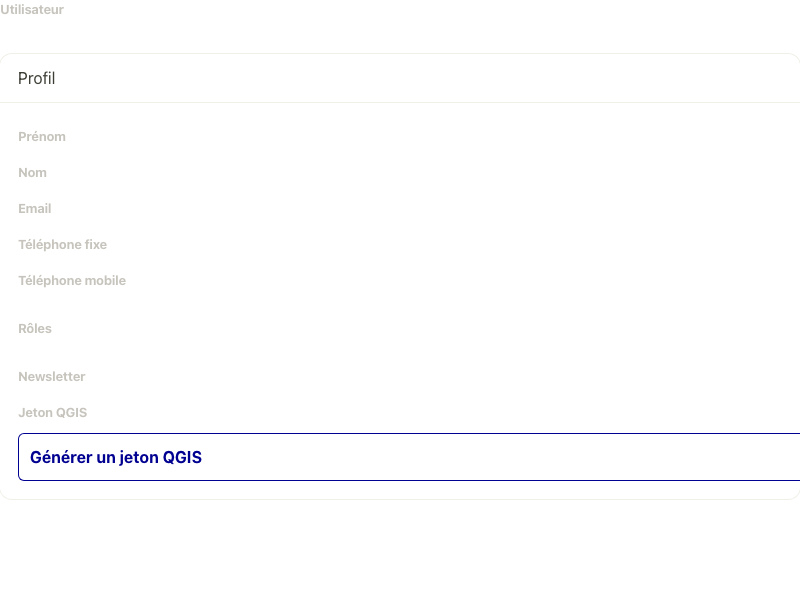 Utilisateur
Profil
Prénom
Nom
Email
Téléphone fixe
Téléphone mobile
Rôles
Newsletter
Jeton QGIS
Générer un jeton QGIS